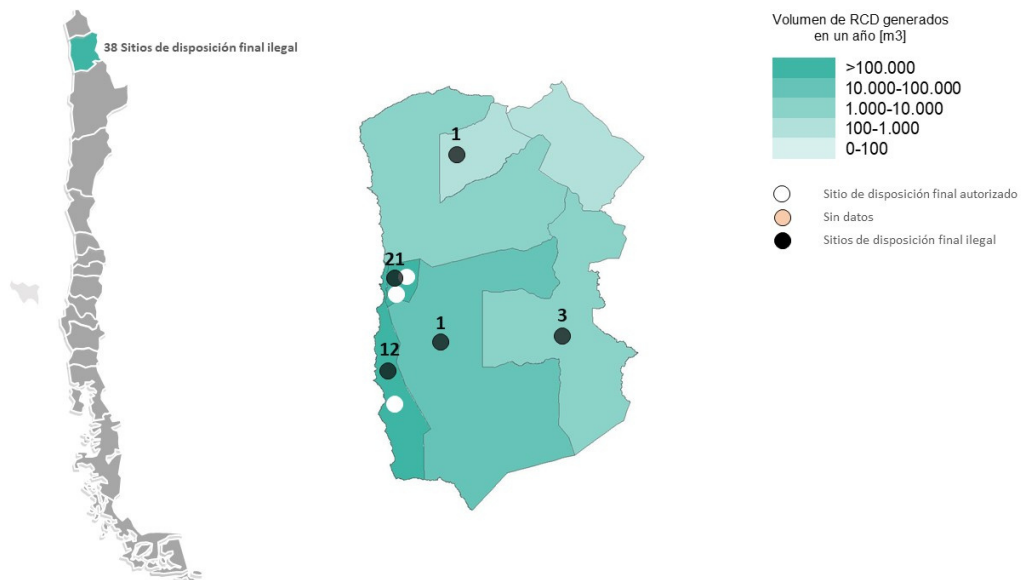 38 Sitios de disposición final ilegal
Volumen de RCD generados
en un año [m3]
>100.000
10.000-100.000
1.000-10.000
100-1.000
0-100
Sitio de disposición final autorizado
Sin datos
Sitios de disposición final ilegal
1
21
1
3
12